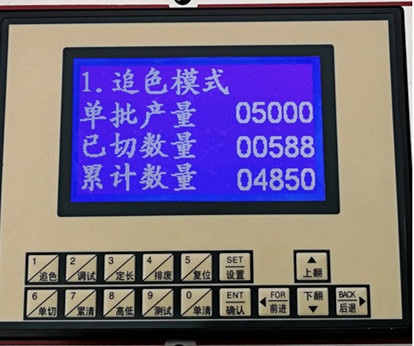 1.追色模式
单批产量 05000
已切数量 00588
累计数量 04850
1 追色 2 调试 3 定长 4 排废 5 复位 SET 设置 上翻
6 单切 7 累清 8 高低 9 测试 0 单清 ENT 确认 FOR 前进 下翻 BACK 后退